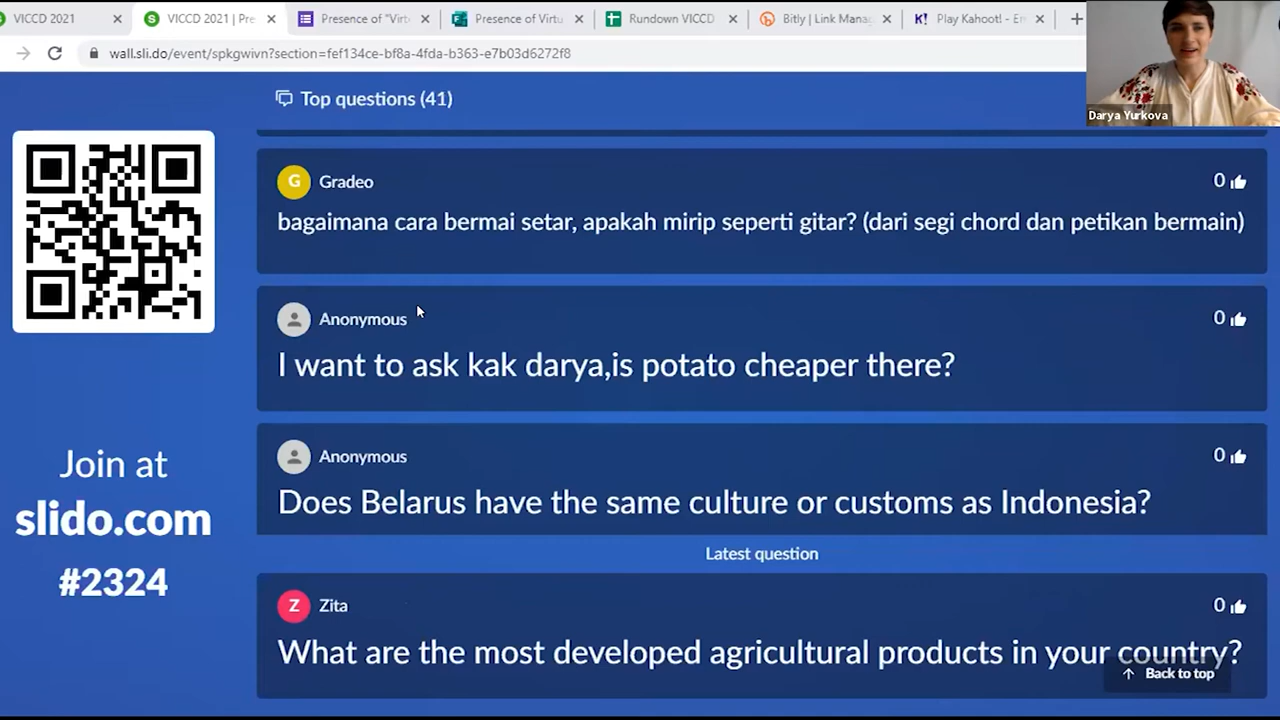 VICCD 2021
VICCD 2021 | Pre
Presence of "Virt
Presence of Virtu
Rundown VICCD
Bitly | Link Mana
Play Kahoot! - En
wall.sli.do/event/spkgwivn?section=fef134ce-bf8a-4fda-b363-e7b03d6272f8
Darya Yurkova
Top questions (41)
G Gradeo 0
bagaimana cara bermai setar, apakah mirip seperti gitar? (dari segi chord dan petikan bermain)
Anonymous 0
I want to ask kak darya,is potato cheaper there?
Anonymous 0
Does Belarus have the same culture or customs as Indonesia?
Latest question
Z Zita 0
What are the most developed agricultural products in your country?
Back to top
Join at
slido.com
#2324